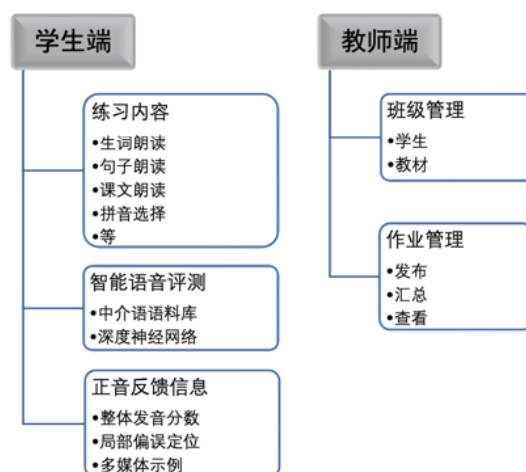 学生端
练习内容
•生词朗读
•句子朗读
•课文朗读
•拼音选择
•等
智能语音评测
•中介语语料库
•深度神经网络
正音反馈信息
•整体发音分数
•局部偏误定位
•多媒体示例
教师端
班级管理
•学生
•教材
作业管理
•发布
•汇总
•查看